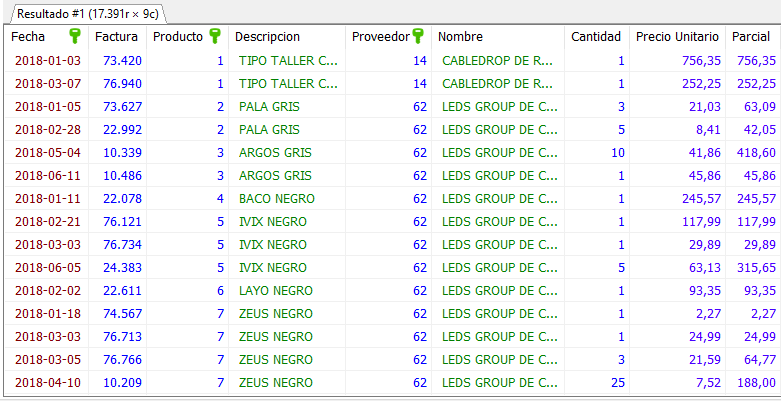 Resultado #1 (17.391r × 9c)
Fecha Factura Producto Descripcion Proveedor Nombre Cantidad Precio Unitario Parcial
2018-01-03 73.420 1 TIPO TALLER C... 14 CABLEDROP DE R... 1 756,35 756,35
2018-03-07 76.940 1 TIPO TALLER C... 14 CABLEDROP DE R... 1 252,25 252,25
2018-01-05 73.627 2 PALA GRIS 62 LEDS GROUP DE C... 3 21,03 63,09
2018-02-28 22.992 2 PALA GRIS 62 LEDS GROUP DE C... 5 8,41 42,05
2018-05-04 10.339 3 ARGOS GRIS 62 LEDS GROUP DE C... 10 41,86 418,60
2018-06-11 10.486 3 ARGOS GRIS 62 LEDS GROUP DE C... 1 45,86 45,86
2018-01-11 22.078 4 BACO NEGRO 62 LEDS GROUP DE C... 1 245,57 245,57
2018-02-21 76.121 5 IVIX NEGRO 62 LEDS GROUP DE C... 1 117,99 117,99
2018-03-03 76.734 5 IVIX NEGRO 62 LEDS GROUP DE C... 1 29,89 29,89
2018-06-05 24.383 5 IVIX NEGRO 62 LEDS GROUP DE C... 5 63,13 315,65
2018-02-02 22.611 6 LAYO NEGRO 62 LEDS GROUP DE C... 1 93,35 93,35
2018-01-18 74.567 7 ZEUS NEGRO 62 LEDS GROUP DE C... 1 2,27 2,27
2018-03-03 76.713 7 ZEUS NEGRO 62 LEDS GROUP DE C... 1 24,99 24,99
2018-03-05 76.766 7 ZEUS NEGRO 62 LEDS GROUP DE C... 3 21,59 64,77
2018-04-10 10.209 7 ZEUS NEGRO 62 LEDS GROUP DE C... 25 7,52 188,00